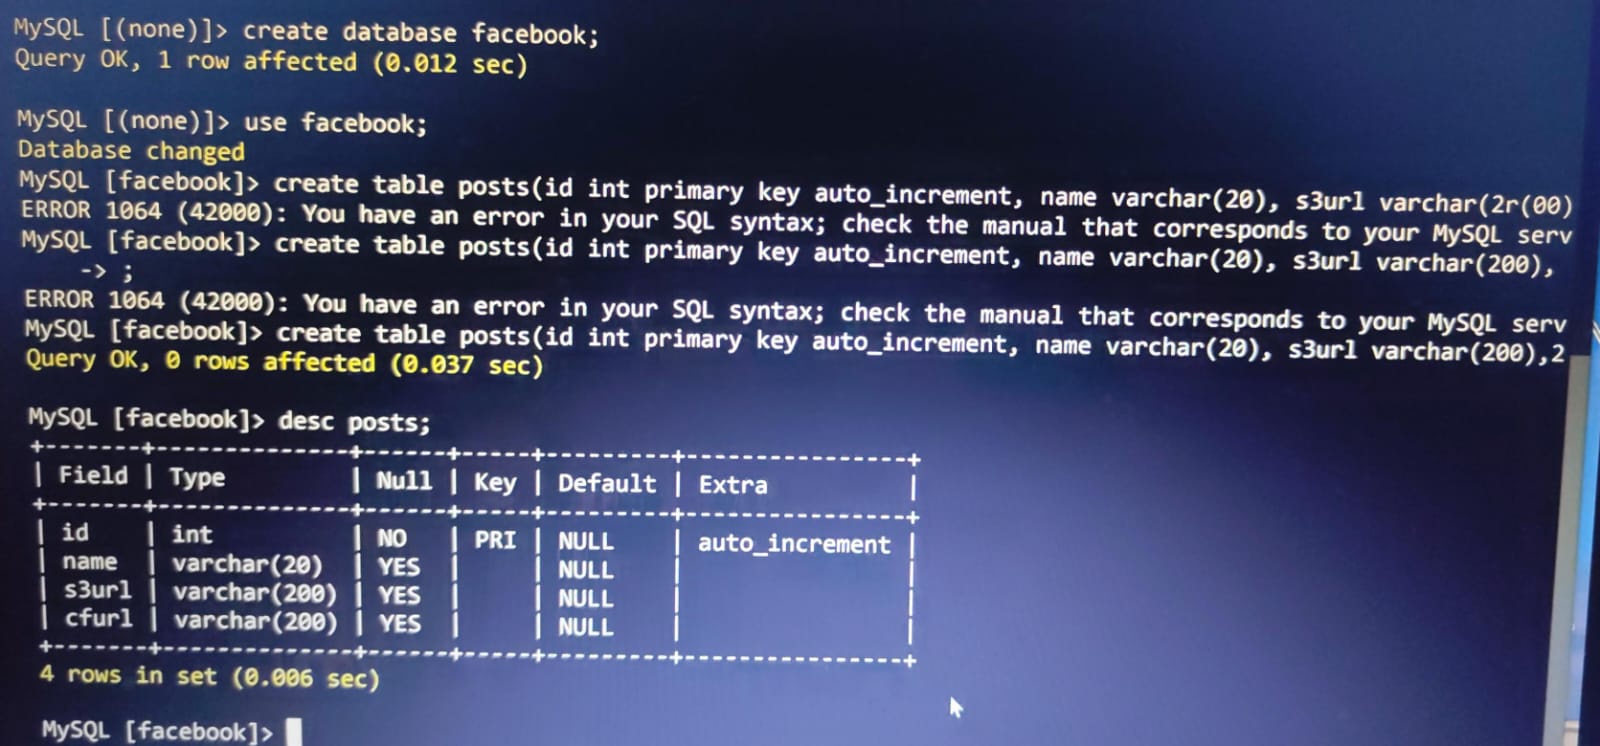 MySQL [(none)]> create database facebook;
Query OK, 1 row affected (0.012 sec)
MySQL [(none)]> use facebook;
Database changed
MySQL [facebook]> create table posts(id int primary key auto_increment, name varchar(20), s3url varchar(2r(00)
ERROR 1064 (42000): You have an error in your SQL syntax; check the manual that corresponds to your MySQL serv
MySQL [facebook]> create table posts(id int primary key auto_increment, name varchar(20), s3url varchar(200),
-> ;
ERROR 1064 (42000): You have an error in your SQL syntax; check the manual that corresponds to your MySQL serv
MySQL [facebook]> create table posts(id int primary key auto_increment, name varchar(20), s3url varchar(200),2
Query OK, 0 rows affected (0.037 sec)
MySQL [facebook]> desc posts;
+-------+--------------+------+-----+---------+----------------+
| Field | Type | Null | Key | Default | Extra |
+-------+--------------+------+-----+---------+----------------+
| id | int | NO | PRI | NULL | auto_increment |
| name | varchar(20) | YES | | NULL | |
| s3url | varchar(200) | YES | | NULL | |
| cfurl | varchar(200) | YES | | NULL | |
+-------+--------------+------+-----+---------+----------------+
4 rows in set (0.006 sec)
MySQL [facebook]>